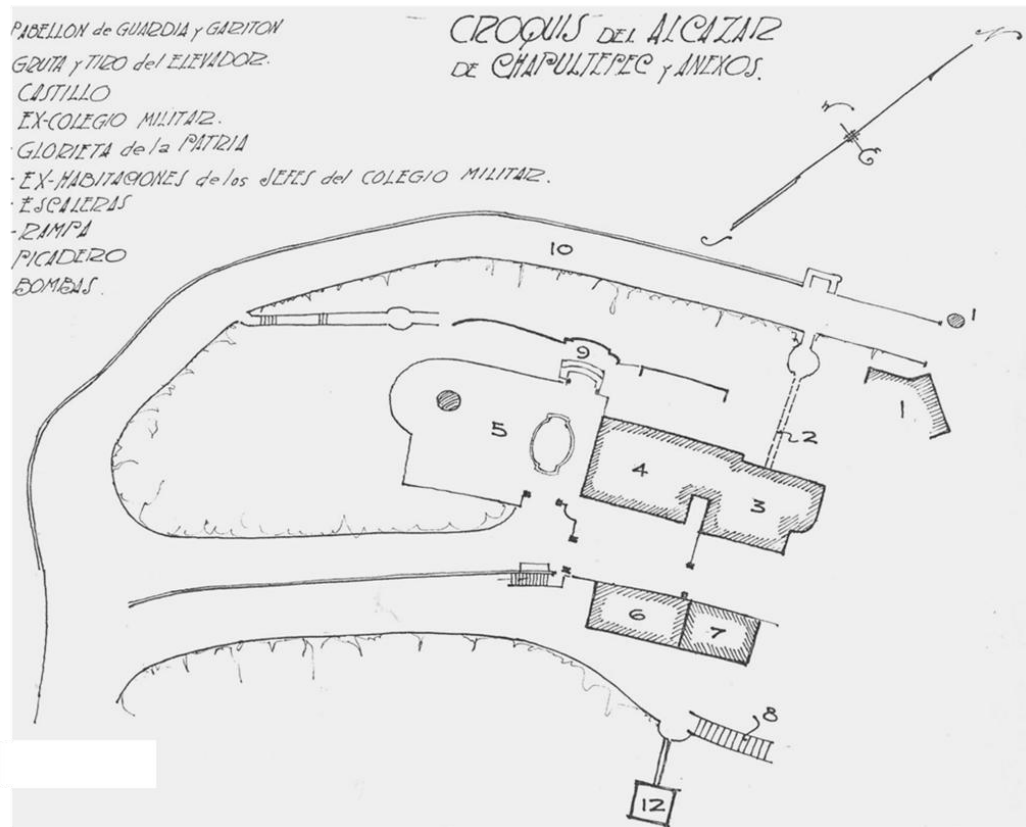 PABELLON de GUARDIA y GARITON
GRUTA y TIRO del ELEVADOR.
CASTILLO
EX-COLEGIO MILITAR.
- GLORIETA de la PATRIA
- EX-HABITACIONES de los JEFES del COLEGIO MILITAR.
- ESCALERAS
- RAMPA
PICADERO
BOMBAS.
CROQUIS DEL ALCAZAR
DE CHAPULTEPEC y ANEXOS.
10
1
9
1
5
2
4
3
6
7
8
12